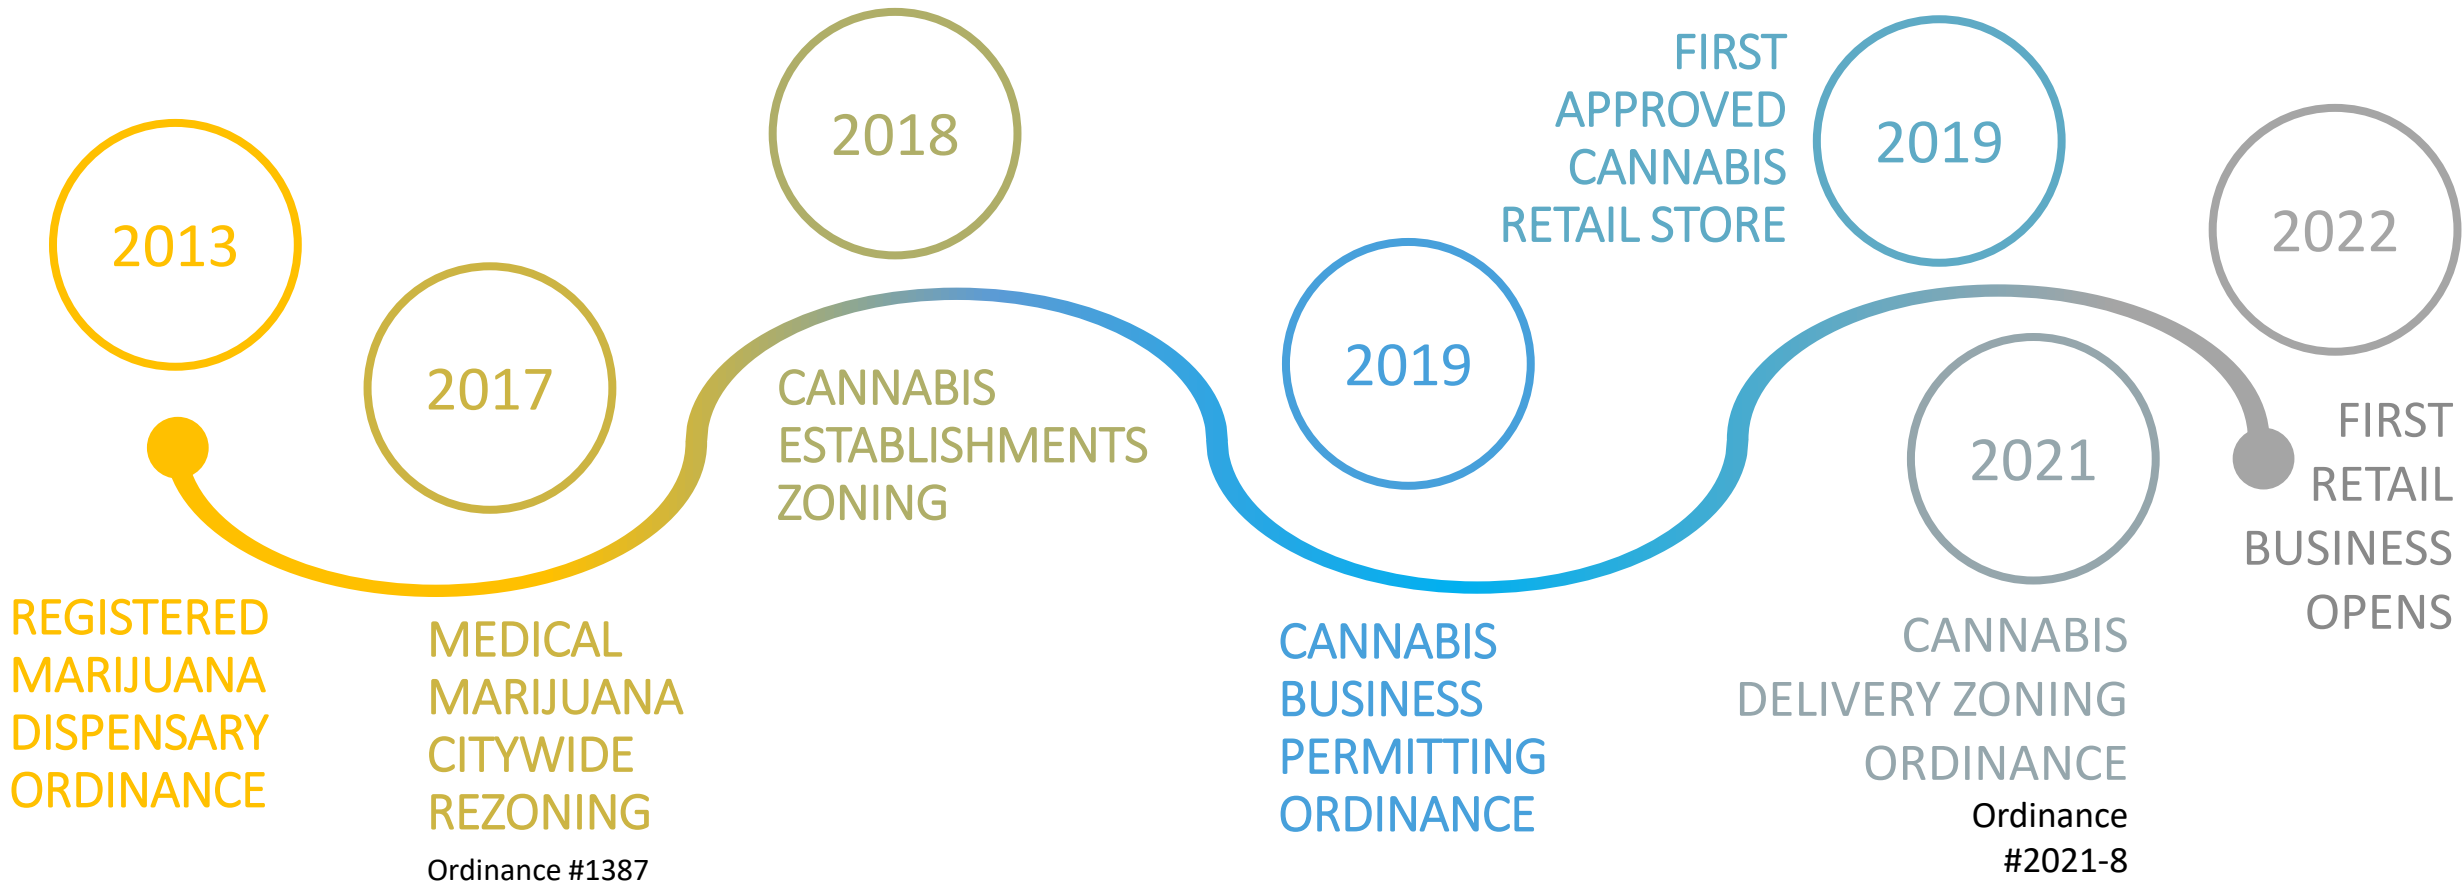 2013
REGISTERED
MARIJUANA
DISPENSARY
ORDINANCE
2017
MEDICAL
MARIJUANA
CITYWIDE
REZONING
Ordinance #1387
2018
CANNABIS
ESTABLISHMENTS
ZONING
2019
CANNABIS
BUSINESS
PERMITTING
ORDINANCE
FIRST
APPROVED
CANNABIS
RETAIL STORE
2019
2021
CANNABIS
DELIVERY ZONING
ORDINANCE
Ordinance
#2021-8
2022
FIRST
RETAIL
BUSINESS
OPENS